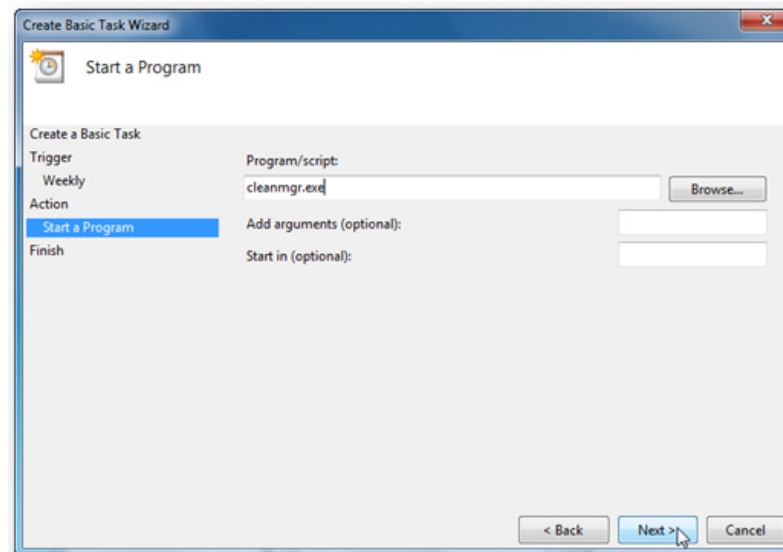 Create Basic Task Wizard
Start a Program
Create a Basic Task
Trigger
Weekly
Action
Start a Program
Finish
Program/script:
cleanmgr.exe
Browse...
Add arguments (optional):
Start in (optional):
< Back
Next >
Cancel